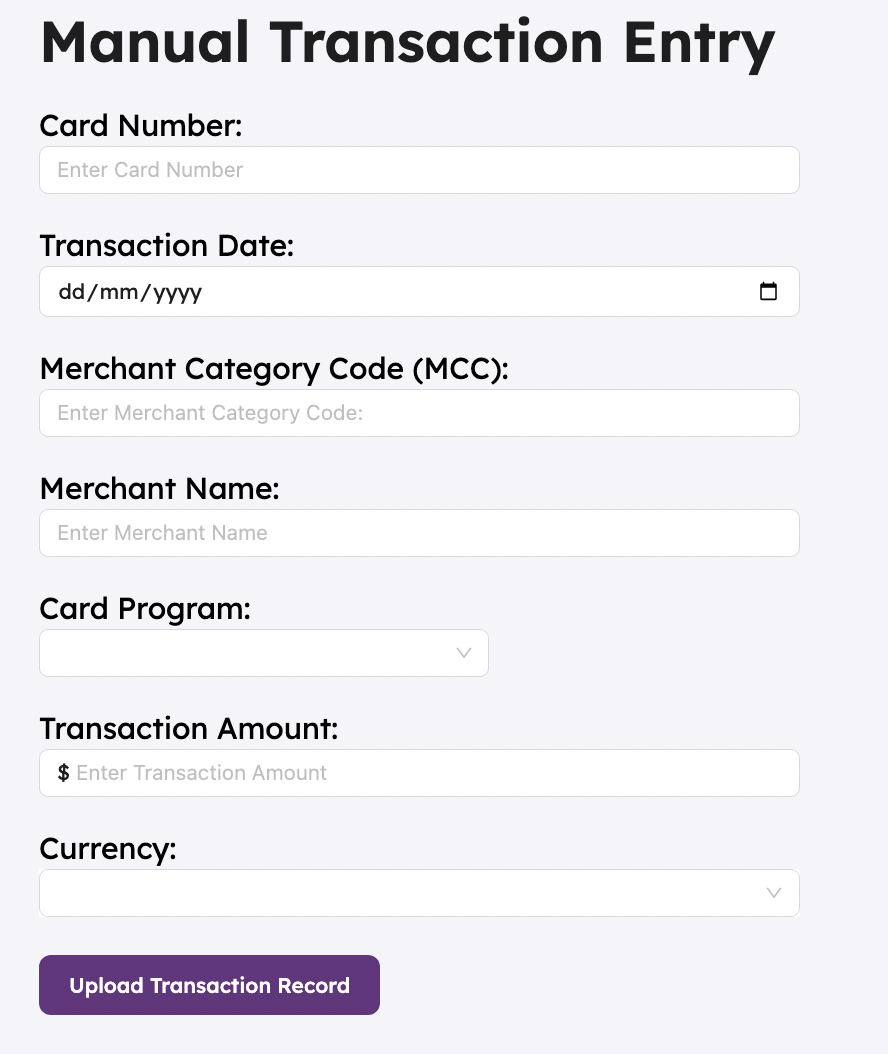 Manual Transaction Entry
Card Number:
Enter Card Number
Transaction Date:
dd/mm/yyyy
Merchant Category Code (MCC):
Enter Merchant Category Code:
Merchant Name:
Enter Merchant Name
Card Program:
Transaction Amount:
$ Enter Transaction Amount
Currency:
Upload Transaction Record